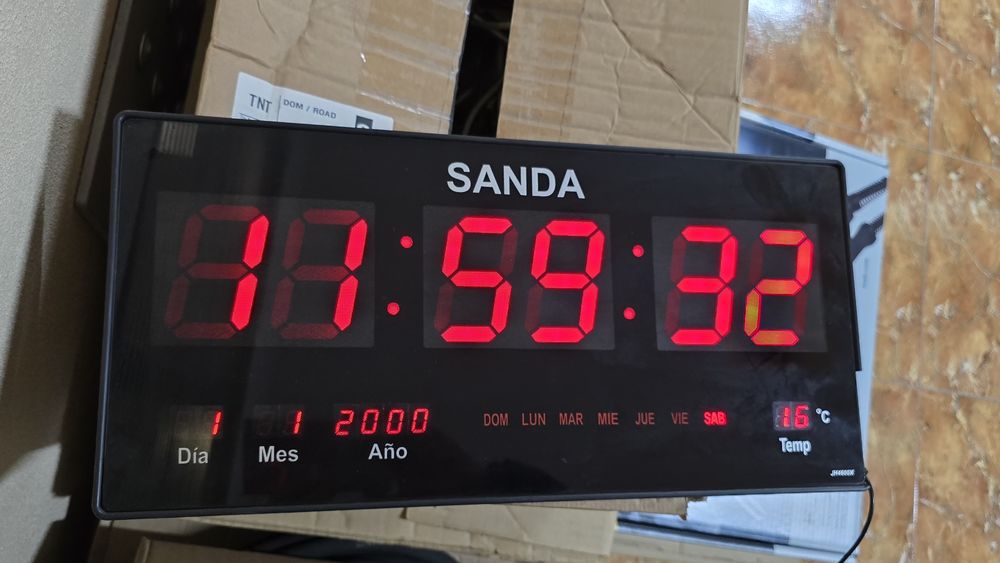 TNT DOM / ROAD
SANDA
11:59:32
1 1 2000 DOM LUN MAR MIE JUE VIE SAB 16 °C
Día Mes Año Temp